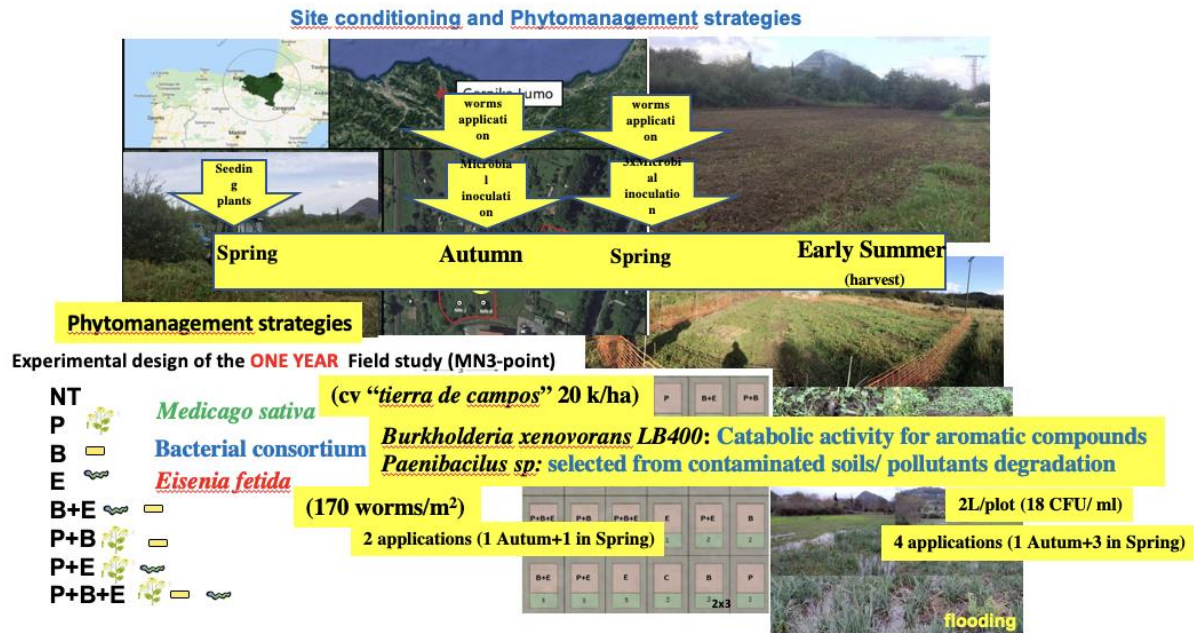 Site conditioning and Phytomanagement strategies
Madrid
Zaragoza
worms
applicati
on
worms
applicati
on
Seedin
g
plants
Microbia
l
inoculati
on
3xMicrobi
al
inoculatio
n
Spring
Autumn
Spring
Early Summer
(harvest)
Phytomanagement strategies
Experimental design of the ONE YEAR Field study (MN3-point)
NT
P
Medicago sativa
(cv "tierra de campos" 20 k/ha)
B
Bacterial consortium
Burkholderia xenovorans LB400: Catabolic activity for aromatic compounds
Paenibacilus sp: selected from contaminated soils/ pollutants degradation
E
Eisenia fetida
(170 worms/m²)
2 applications (1 Autum+1 in Spring)
B+E
P+B
P+E
P+B+E
P B+E P+B
P+B+E P+B P+B+E E P+E B
B+E P+E E C B P
2x3
2L/plot (18 CFU/ ml)
4 applications (1 Autum+3 in Spring)
flooding